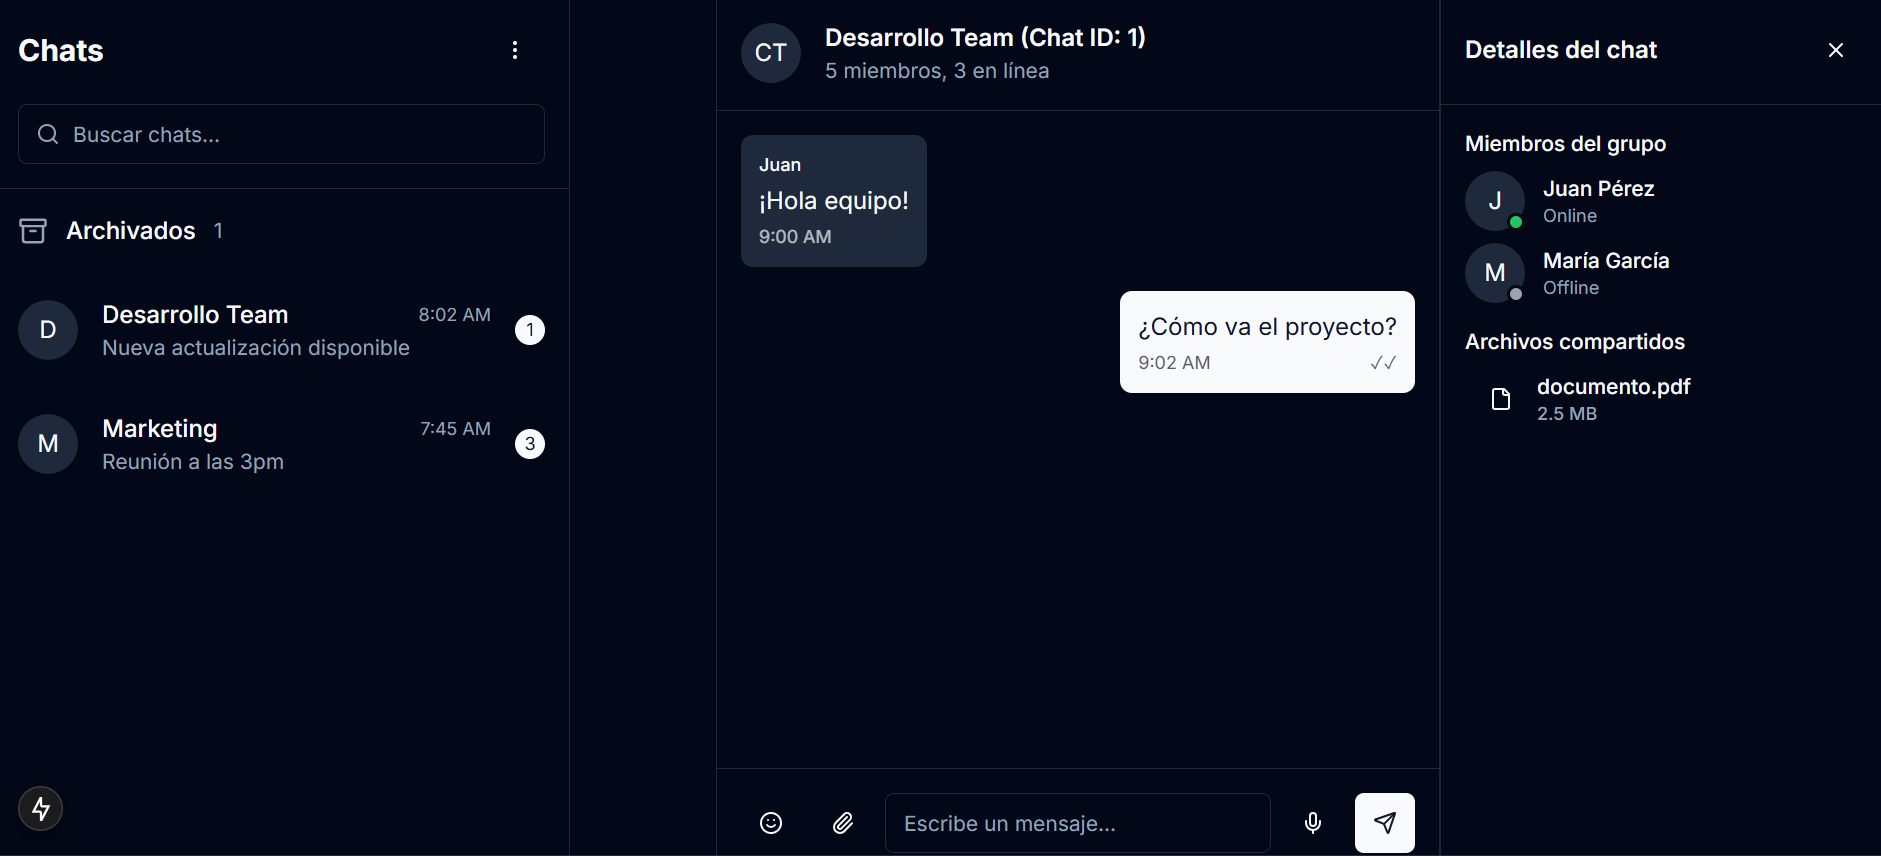 Chats
Buscar chats...
Archivados 1
D
Desarrollo Team 8:02 AM
Nueva actualización disponible
1
M
Marketing 7:45 AM
Reunión a las 3pm
3
CT
Desarrollo Team (Chat ID: 1)
5 miembros, 3 en línea
Juan
¡Hola equipo!
9:00 AM
¿Cómo va el proyecto?
9:02 AM ✓✓
Escribe un mensaje...
Detalles del chat
Miembros del grupo
J
Juan Pérez
Online
M
María García
Offline
Archivos compartidos
documento.pdf
2.5 MB